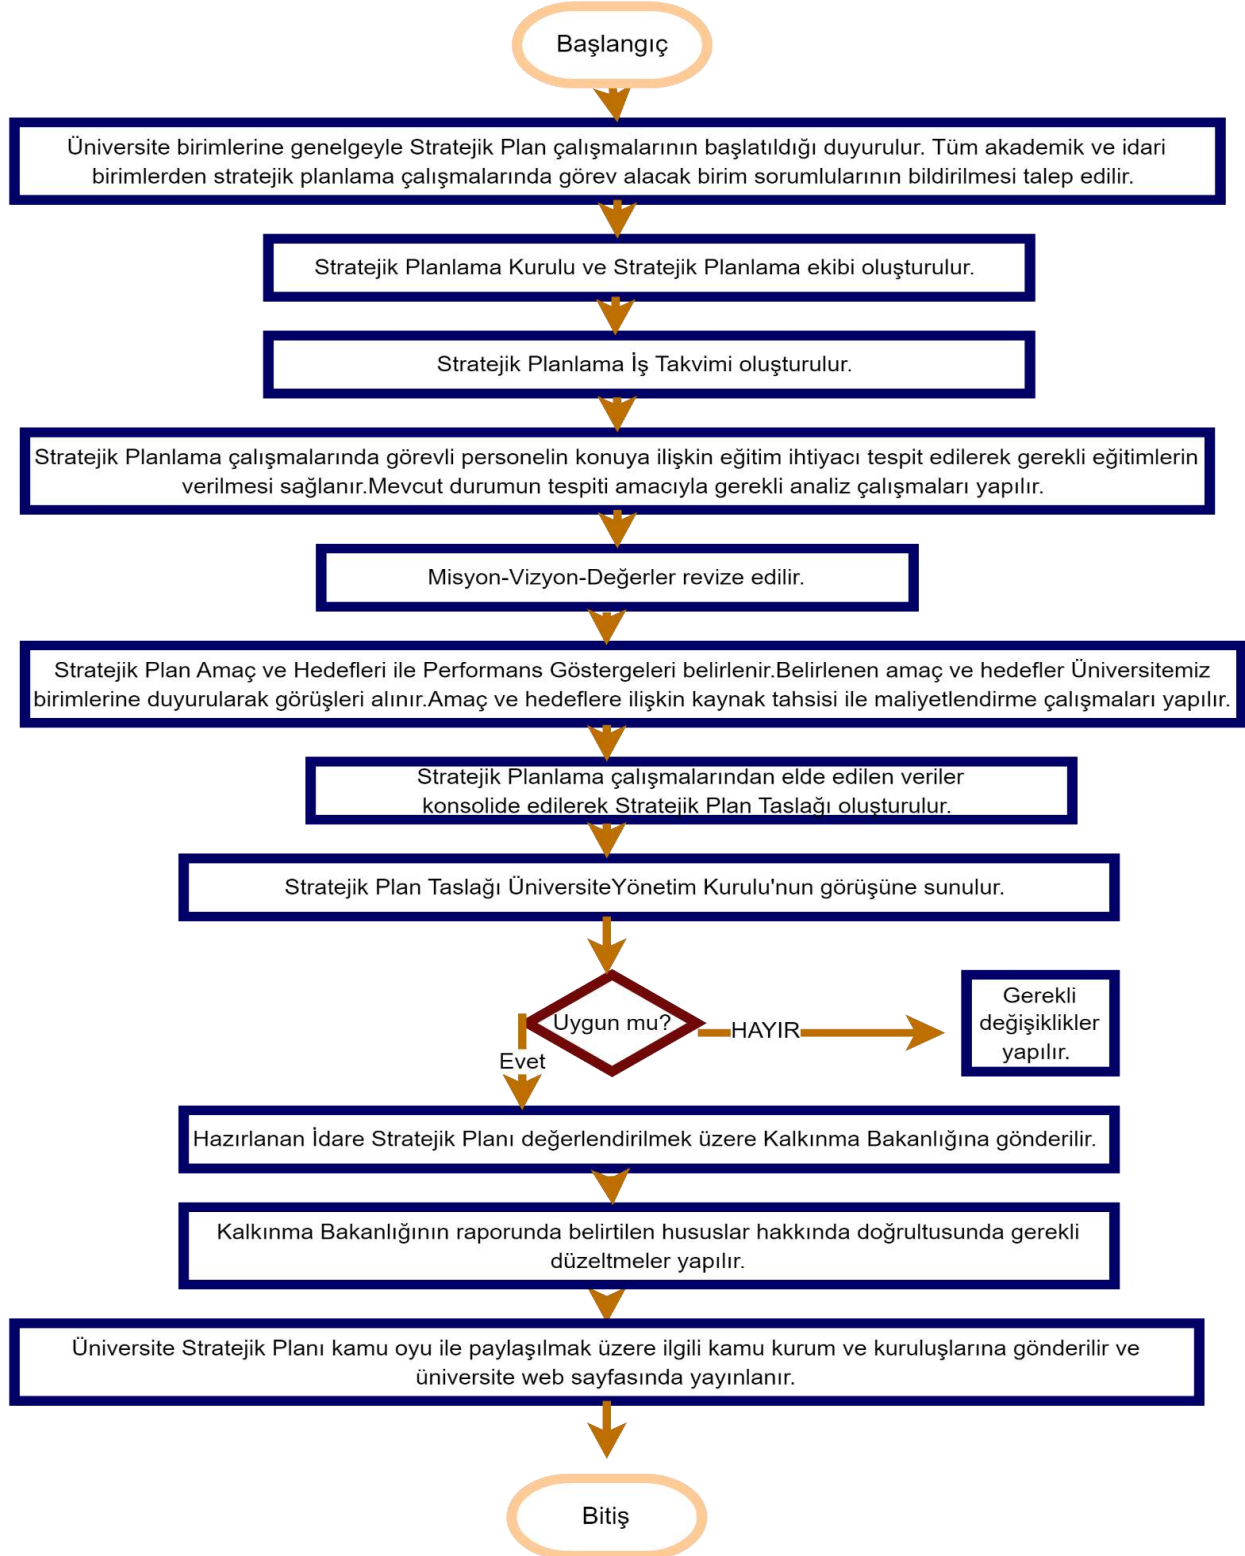 Başlangıç
Üniversite birimlerine genelgeyle Stratejik Plan çalışmalarının başlatıldığı duyurulur. Tüm akademik ve idari
birimlerden stratejik planlama çalışmalarında görev alacak birim sorumlularının bildirilmesi talep edilir.
Stratejik Planlama Kurulu ve Stratejik Planlama ekibi oluşturulur.
Stratejik Planlama İş Takvimi oluşturulur.
Stratejik Planlama çalışmalarında görevli personelin konuya ilişkin eğitim ihtiyacı tespit edilerek gerekli eğitimlerin
verilmesi sağlanır.Mevcut durumun tespiti amacıyla gerekli analiz çalışmaları yapılır.
Misyon-Vizyon-Değerler revize edilir.
Stratejik Plan Amaç ve Hedefleri ile Performans Göstergeleri belirlenir.Belirlenen amaç ve hedefler Üniversitemiz
birimlerine duyurularak görüşleri alınır.Amaç ve hedeflere ilişkin kaynak tahsisi ile maliyetlendirme çalışmaları yapılır.
Stratejik Planlama çalışmalarından elde edilen veriler
konsolide edilerek Stratejik Plan Taslağı oluşturulur.
Stratejik Plan Taslağı ÜniversiteYönetim Kurulu'nun görüşüne sunulur.
Uygun mu?
HAYIR
Gerekli
değişiklikler
yapılır.
Evet
Hazırlanan İdare Stratejik Planı değerlendirilmek üzere Kalkınma Bakanlığına gönderilir.
Kalkınma Bakanlığının raporunda belirtilen hususlar hakkında doğrultusunda gerekli
düzeltmeler yapılır.
Üniversite Stratejik Planı kamu oyu ile paylaşılmak üzere ilgili kamu kurum ve kuruluşlarına gönderilir ve
üniversite web sayfasında yayınlanır.
Bitiş